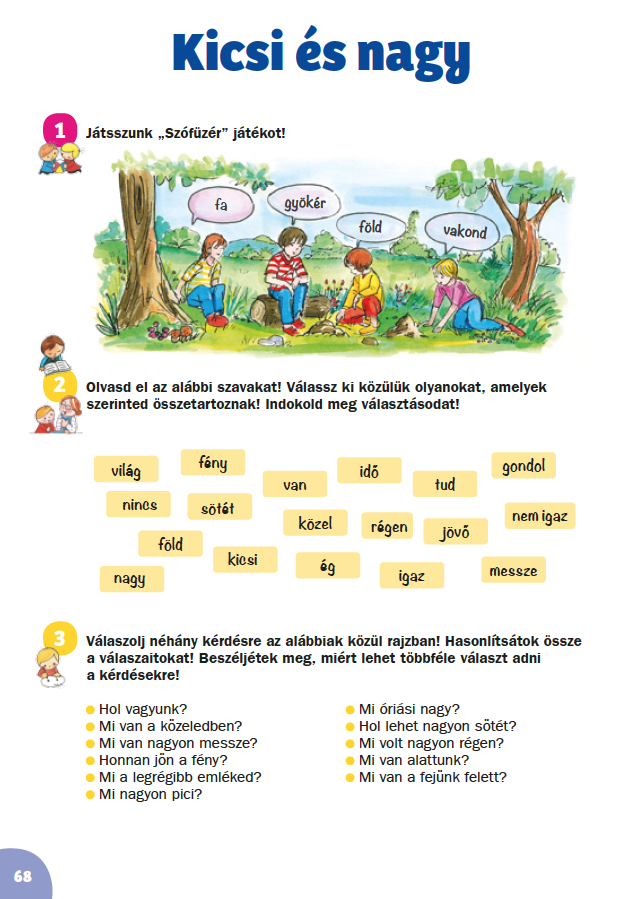 Kicsi és nagy
1
Játsszunk „Szófüzér” játékot!
fa
gyökér
föld
vakond
2
Olvasd el az alábbi szavakat! Válassz ki közülük olyanokat, amelyek
szerinted összetartoznak! Indokold meg választásodat!
világ
fény
van
idő
tud
gondol
nincs
sötét
közel
régen
jövő
nem igaz
föld
kicsi
ég
igaz
messze
nagy
3
Válaszolj néhány kérdésre az alábbiak közül rajzban! Hasonlítsátok össze
a válaszaitokat! Beszéljétek meg, miért lehet többféle választ adni
a kérdésekre!
Hol vagyunk?
Mi van a közeledben?
Mi van nagyon messze?
Honnan jön a fény?
Mi a legrégibb emléked?
Mi nagyon pici?
Mi óriási nagy?
Hol lehet nagyon sötét?
Mi volt nagyon régen?
Mi van alattunk?
Mi van a fejünk felett?
68